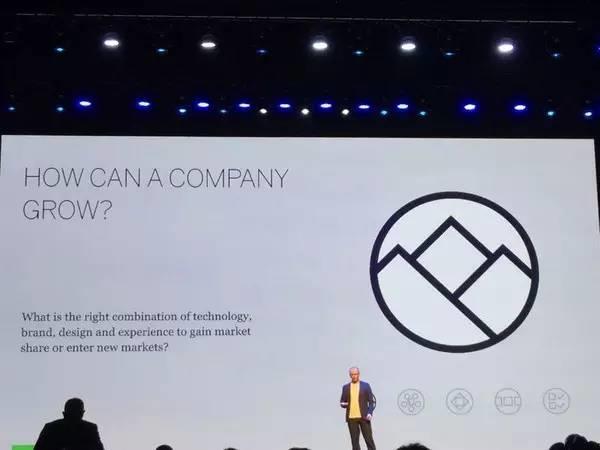 HOW CAN A COMPANY
GROW?
What is the right combination of technology,
brand, design and experience to gain market
share or enter new markets?